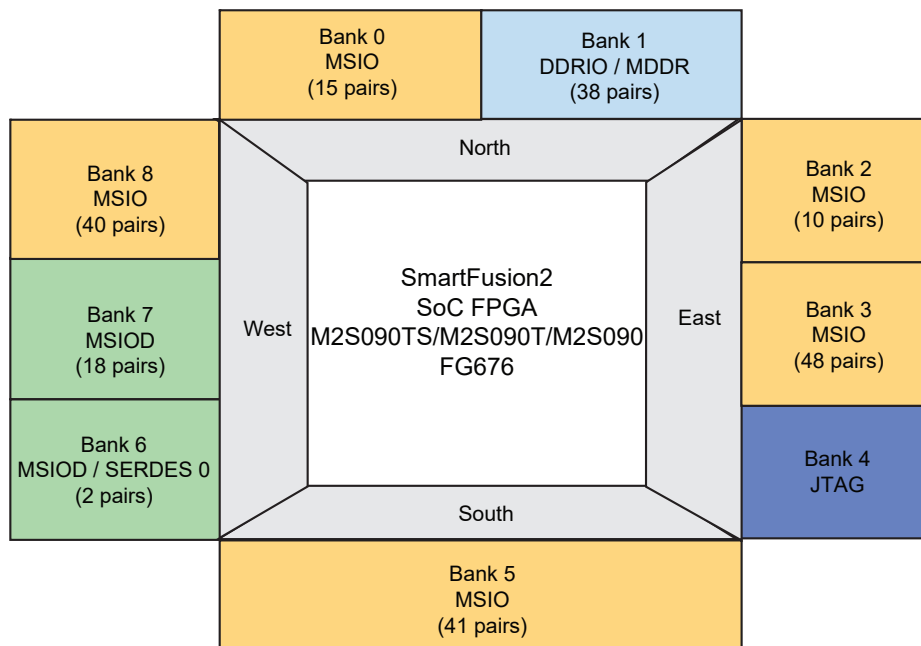 Bank 0
MSIO
(15 pairs)
Bank 1
DDRIO / MDDR
(38 pairs)
North
Bank 8
MSIO
(40 pairs)
Bank 2
MSIO
(10 pairs)
Bank 7
MSIOD
(18 pairs)
West
SmartFusion2
SoC FPGA
M2S090TS/M2S090T/M2S090
FG676
East
Bank 3
MSIO
(48 pairs)
Bank 6
MSIOD / SERDES 0
(2 pairs)
Bank 4
JTAG
South
Bank 5
MSIO
(41 pairs)